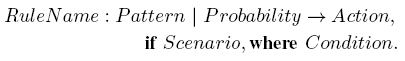 RuleName : Pattern | Probability → Action,
if Scenario, where Condition.